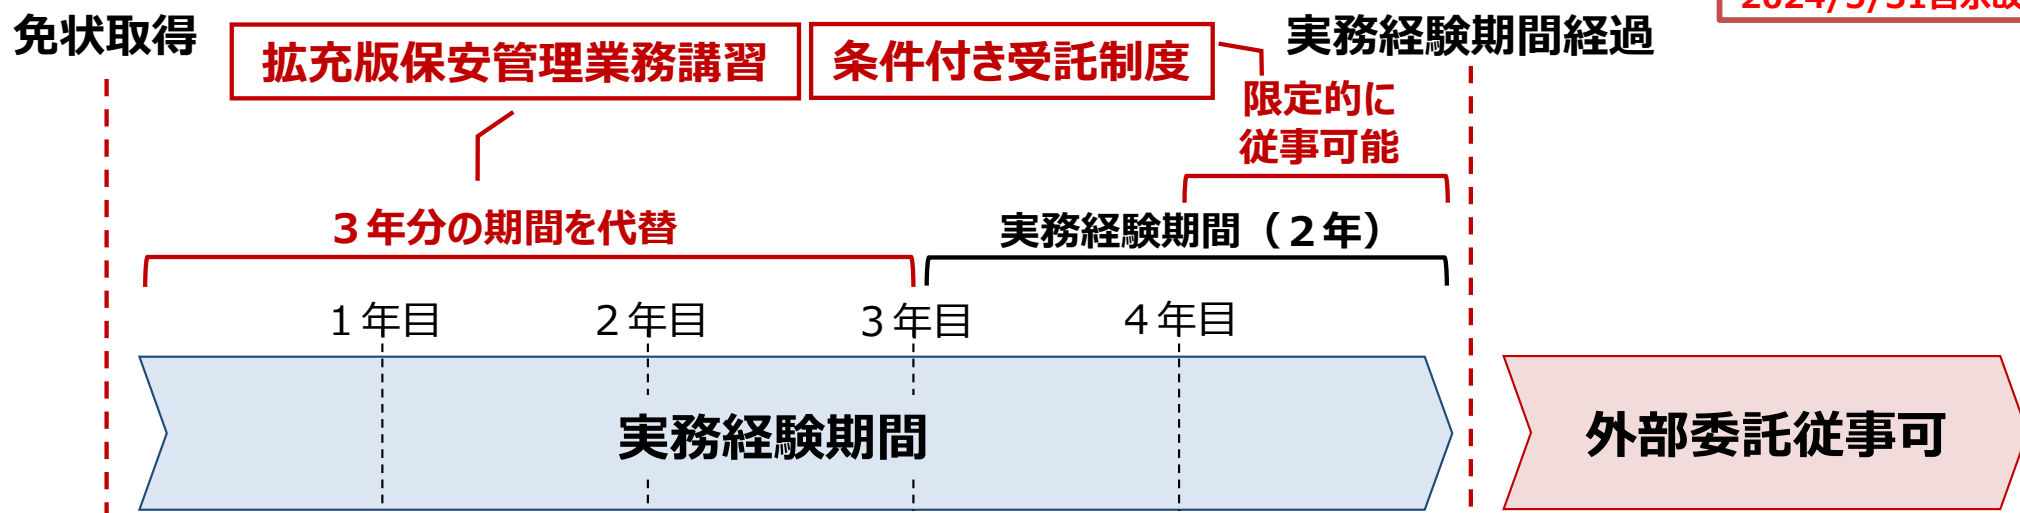 免状取得
拡充版保安管理業務講習
条件付き受託制度
実務経験期間経過
限定的に
従事可能
３年分の期間を代替
実務経験期間（２年）
１年目
２年目
３年目
４年目
実務経験期間
外部委託従事可